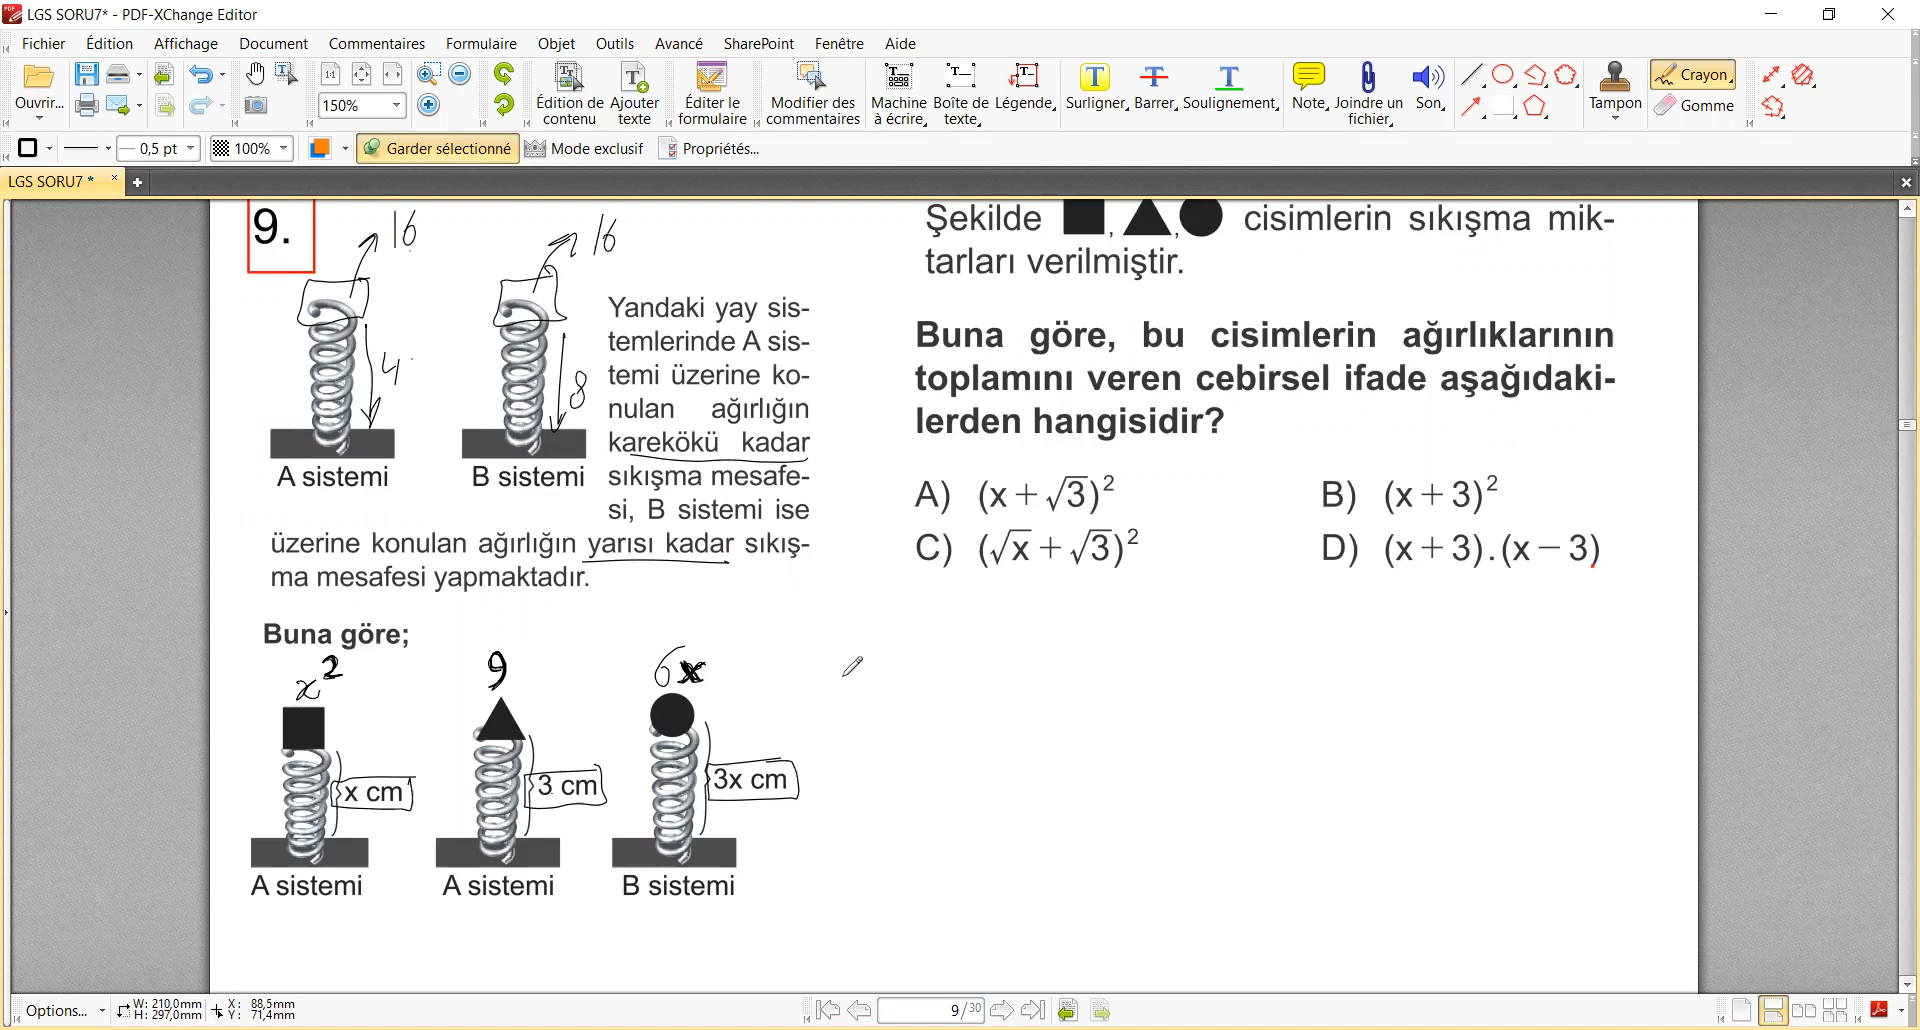 LGS SORU7* - PDF-XChange Editor
Fichier Édition Affichage Document Commentaires Formulaire Objet Outils Avancé SharePoint Fenêtre Aide
Ouvrir...
150%
Édition de contenu
Ajouter texte
Éditer le formulaire
Modifier des commentaires
Machine à écrire
Boîte de texte
Légende
Surligner
Barrer
Soulignement
Note
Joindre un fichier
Son
Tampon
Crayon
Gomme
0,5 pt 100% Garder sélectionné Mode exclusif Propriétés...
LGS SORU7 *
9.
16
16
4
8
A sistemi B sistemi
Yandaki yay sis-
temlerinde A sis-
temi üzerine ko-
nulan ağırlığın
karekökü kadar
sıkışma mesafe-
si, B sistemi ise
üzerine konulan ağırlığın yarısı kadar sıkış-
ma mesafesi yapmaktadır.
Buna göre;
x² 9 6x
x cm 3 cm 3x cm
A sistemi A sistemi B sistemi
Şekilde ■, ▲, ● cisimlerin sıkışma mik-
tarları verilmiştir.
Buna göre, bu cisimlerin ağırlıklarının
toplamını veren cebirsel ifade aşağıdaki-
lerden hangisidir?
A) (x + √3)² B) (x + 3)²
C) (√x + √3)² D) (x + 3).(x − 3)
Options... W: 210,0mm H: 297,0mm X: 88,5mm Y: 71,4mm 9 / 30